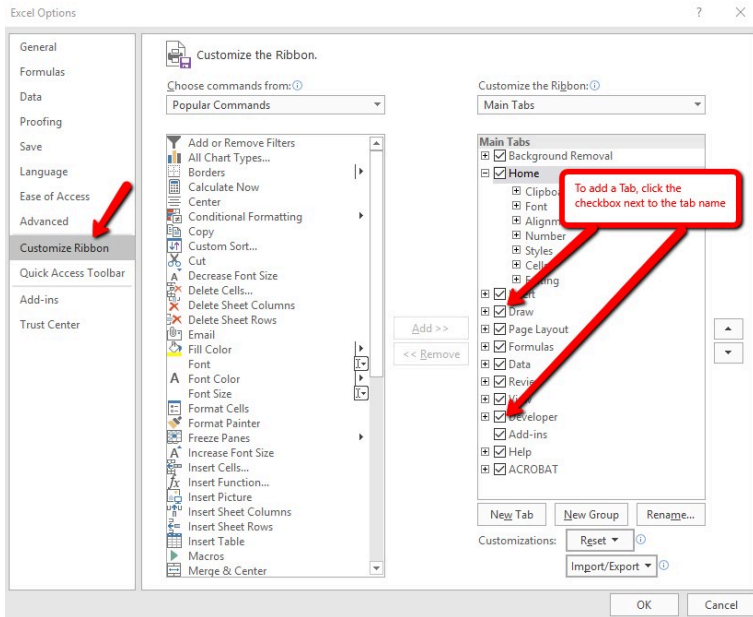 Excel Options
? ×
General
Formulas
Data
Proofing
Save
Language
Ease of Access
Advanced
Customize Ribbon
Quick Access Toolbar
Add-ins
Trust Center
Customize the Ribbon.
Choose commands from:
Popular Commands
Add or Remove Filters
All Chart Types...
Borders
Calculate Now
Center
Conditional Formatting
Copy
Custom Sort...
Cut
Decrease Font Size
Delete Cells...
Delete Sheet Columns
Delete Sheet Rows
Email
Fill Color
Font
Font Color
Font Size
Format Cells
Format Painter
Freeze Panes
Increase Font Size
Insert Cells...
Insert Function...
Insert Picture
Insert Sheet Columns
Insert Sheet Rows
Insert Table
Macros
Merge & Center
Add >>
<< Remove
Customize the Ribbon:
Main Tabs
Main Tabs
Background Removal
Home
To add a Tab, click the
checkbox next to the tab name
Font
Number
Styles
Draw
Page Layout
Formulas
Data
Developer
Add-ins
Help
ACROBAT
New Tab
New Group
Rename...
Customizations:
Reset
Import/Export
OK
Cancel